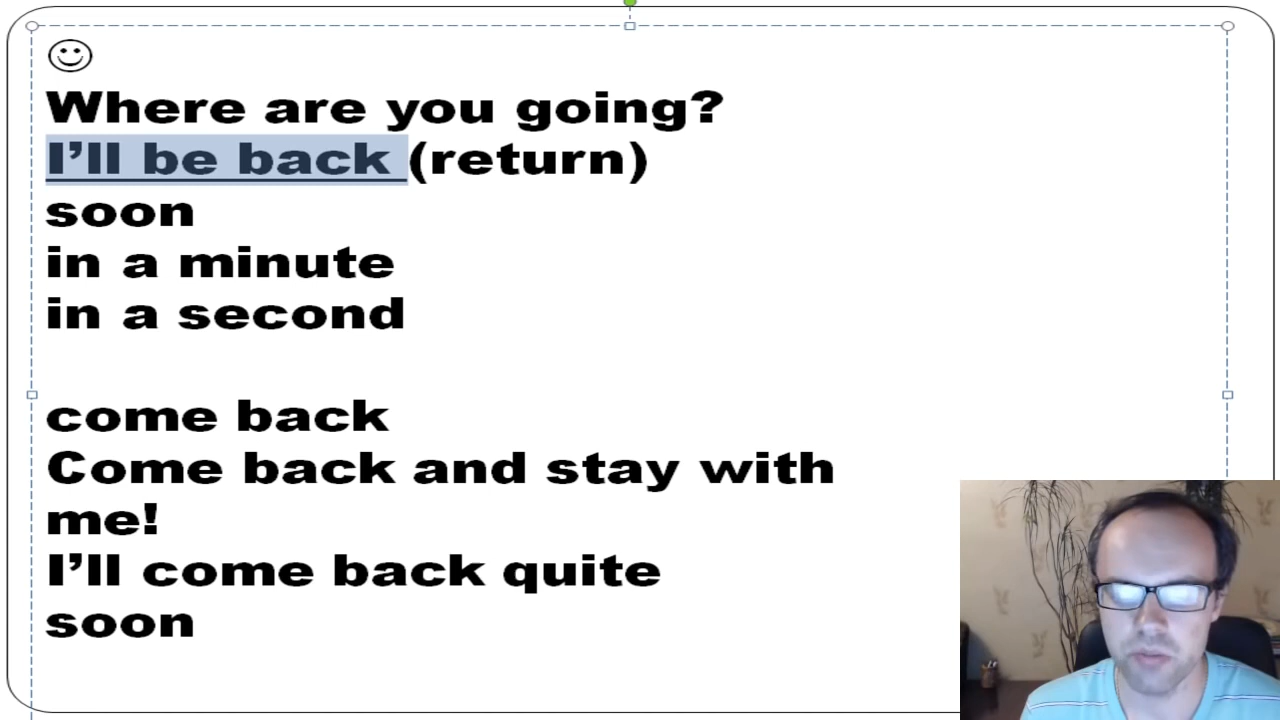 Where are you going?
I’ll be back (return)
soon
in a minute
in a second
come back
Come back and stay with
me!
I’ll come back quite
soon